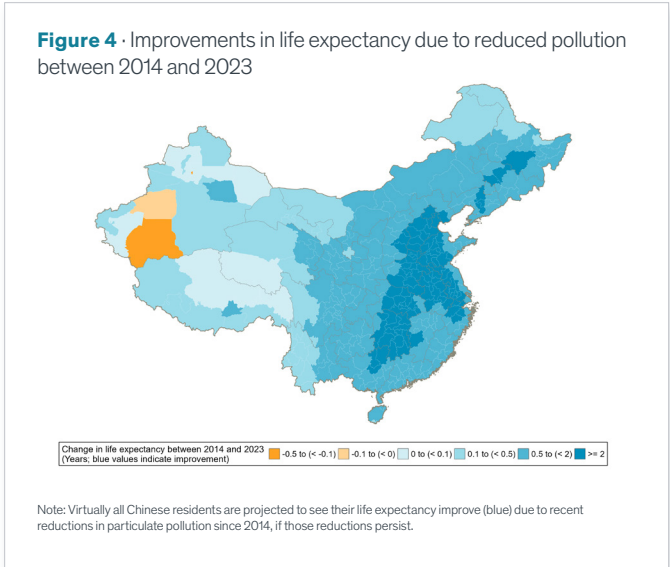 Figure 4 · Improvements in life expectancy due to reduced pollution
between 2014 and 2023
Change in life expectancy between 2014 and 2023
(Years; blue values indicate improvement)
-0.5 to (< -0.1) -0.1 to (< 0) 0 to (< 0.1) 0.1 to (< 0.5) 0.5 to (< 2) >= 2
Note: Virtually all Chinese residents are projected to see their life expectancy improve (blue) due to recent
reductions in particulate pollution since 2014, if those reductions persist.